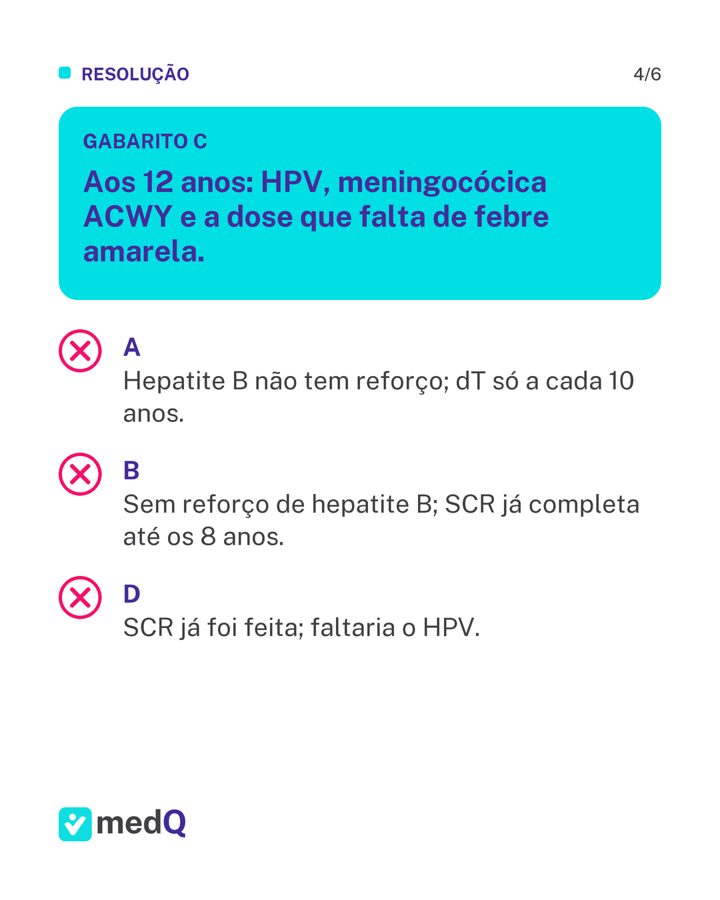 RESOLUÇÃO
4/6
GABARITO C
Aos 12 anos: HPV, meningocócica
ACWY e a dose que falta de febre
amarela.
A
Hepatite B não tem reforço; dT só a cada 10
anos.
B
Sem reforço de hepatite B; SCR já completa
até os 8 anos.
D
SCR já foi feita; faltaria o HPV.
medQ